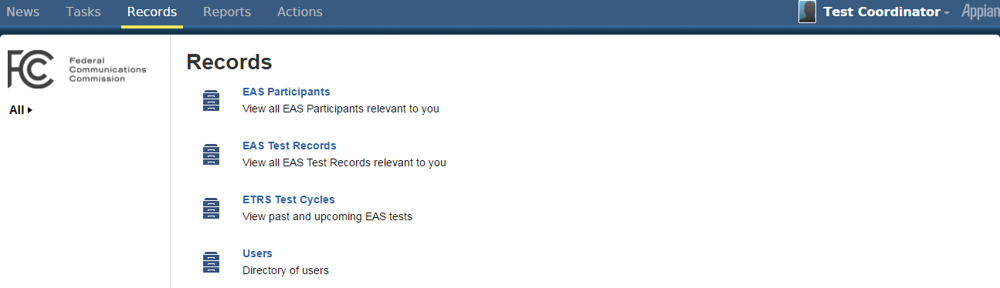 News Tasks Records Reports Actions Test Coordinator Appian
FCC Federal
Communications
Commission
All
Records
EAS Participants
View all EAS Participants relevant to you
EAS Test Records
View all EAS Test Records relevant to you
ETRS Test Cycles
View past and upcoming EAS tests
Users
Directory of users